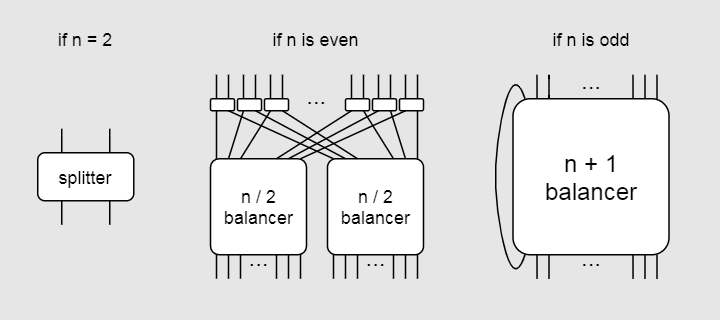 if n = 2
if n is even
if n is odd
...
...
splitter
n / 2
balancer
n / 2
balancer
n + 1
balancer
...
...
...